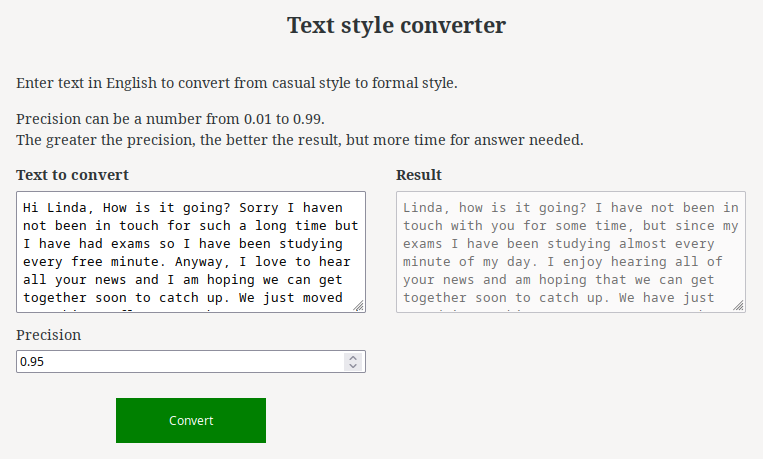 Text style converter
Enter text in English to convert from casual style to formal style.
Precision can be a number from 0.01 to 0.99.
The greater the precision, the better the result, but more time for answer needed.
Text to convert
Hi Linda, How is it going? Sorry I haven
not been in touch for such a long time but
I have had exams so I have been studying
every free minute. Anyway, I love to hear
all your news and I am hoping we can get
together soon to catch up. We just moved
Result
Linda, how is it going? I have not been in
touch with you for some time, but since my
exams I have been studying almost every
minute of my day. I enjoy hearing all of
your news and am hoping that we can get
together soon to catch up. We have just
Precision
0.95
Convert